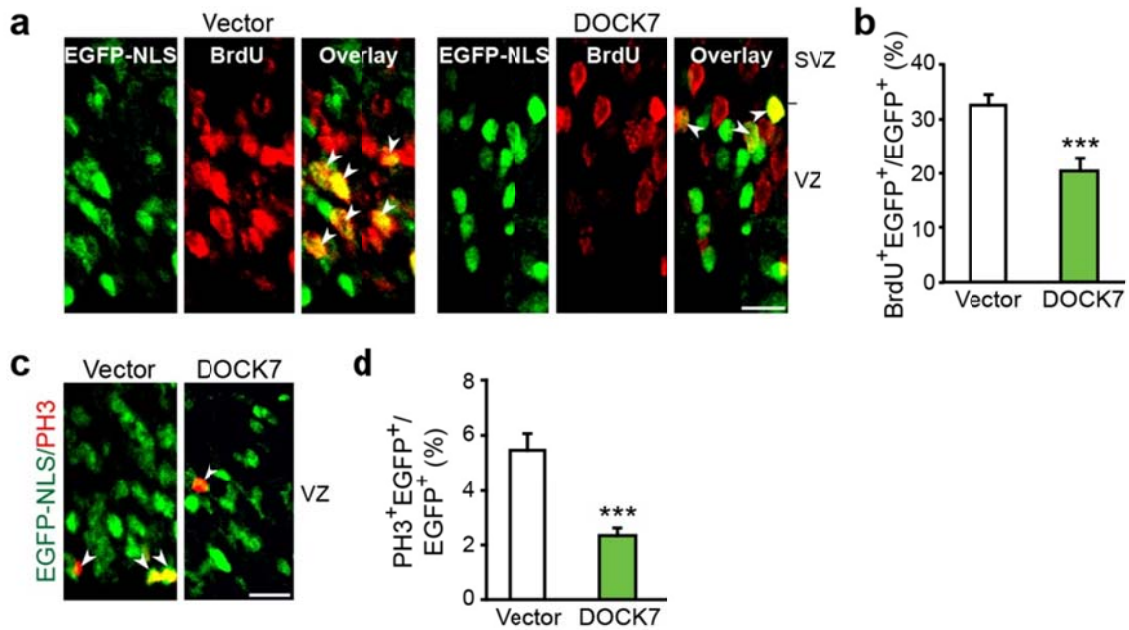 a
Vector
DOCK7
EGFP-NLS BrdU Overlay
EGFP-NLS BrdU Overlay
SVZ
VZ
b
BrdU⁺EGFP⁺/EGFP⁺ (%)
40
30
20
10
0
***
Vector DOCK7
c
Vector DOCK7
EGFP-NLS/PH3
VZ
d
PH3⁺EGFP⁺/
EGFP⁺ (%)
8
6
4
2
0
***
Vector DOCK7